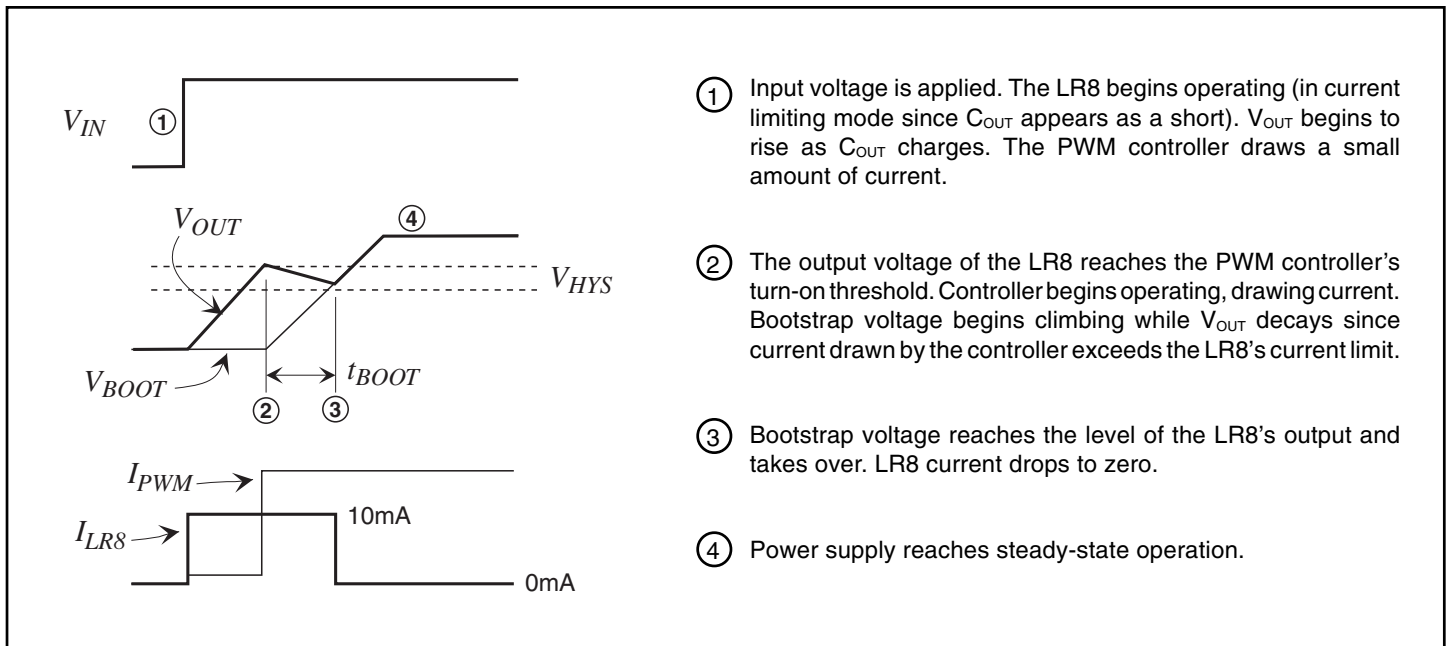 V_IN
①
V_OUT
④
V_HYS
V_BOOT
t_BOOT
② ③
I_PWM
I_LR8
10mA
0mA
① Input voltage is applied. The LR8 begins operating (in current
limiting mode since C_OUT appears as a short). V_OUT begins to
rise as C_OUT charges. The PWM controller draws a small
amount of current.
② The output voltage of the LR8 reaches the PWM controller's
turn-on threshold. Controller begins operating, drawing current.
Bootstrap voltage begins climbing while V_OUT decays since
current drawn by the controller exceeds the LR8's current limit.
③ Bootstrap voltage reaches the level of the LR8's output and
takes over. LR8 current drops to zero.
④ Power supply reaches steady-state operation.